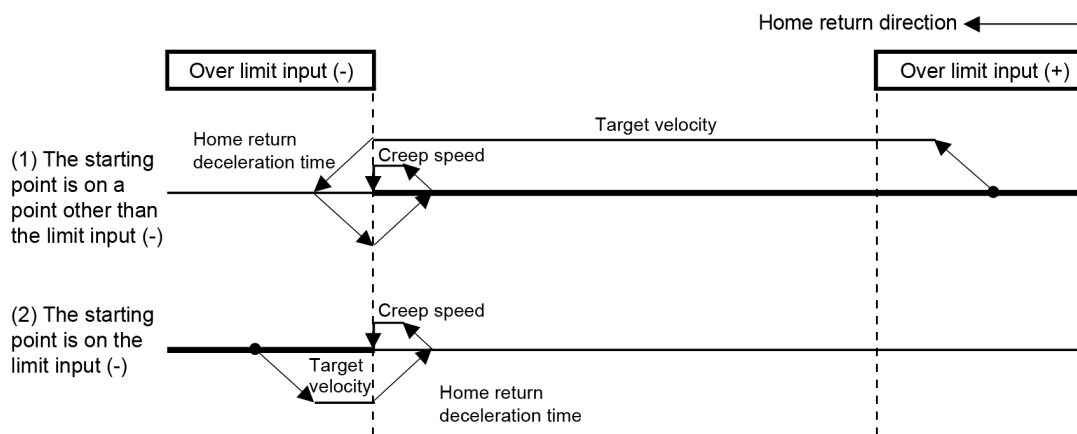 Home return direction
Over limit input (-)
Over limit input (+)
Target velocity
Home return
deceleration time
Creep speed
(1) The starting
point is on a
point other than
the limit input (-)
(2) The starting
point is on the
limit input (-)
Creep speed
Target
velocity
Home return
deceleration time